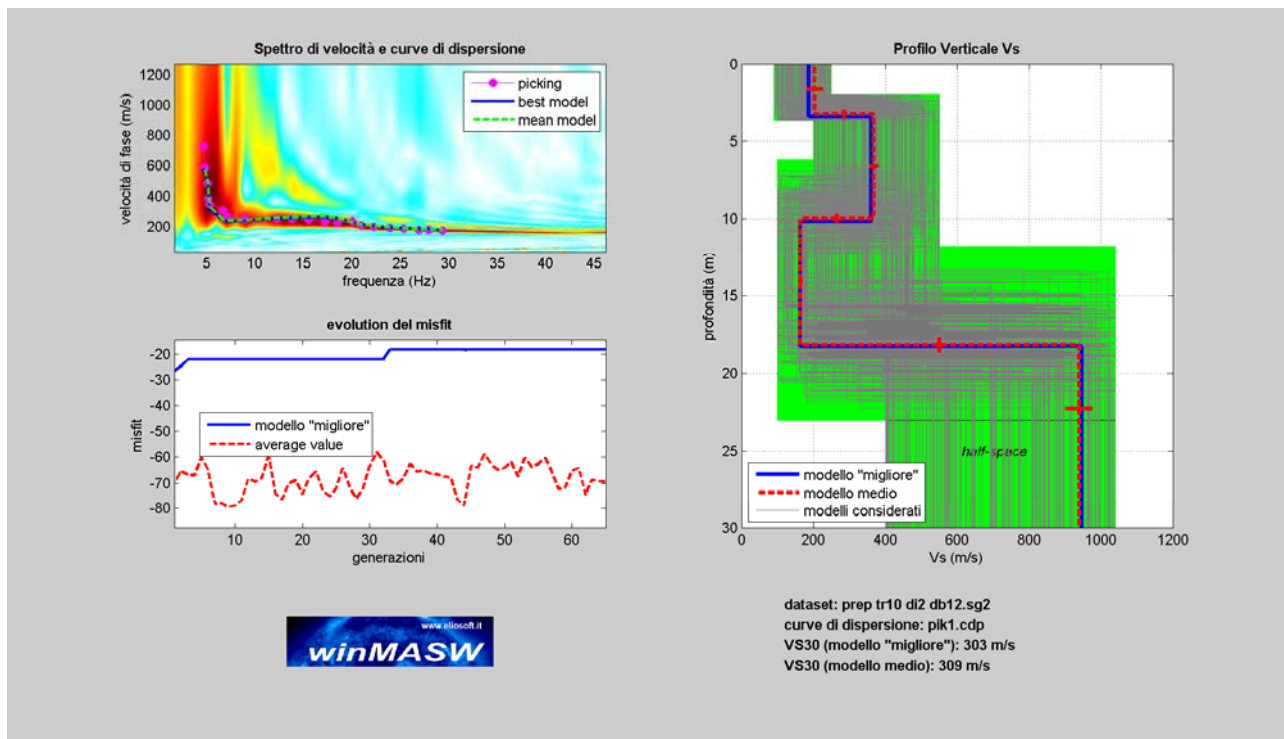 Spettro di velocità e curve di dispersione
velocità di fase (m/s)
1200
1000
800
600
400
200
picking
best model
mean model
5 10 15 20 25 30 35 40 45
frequenza (Hz)
evolution del misfit
misfit
-20
-30
-40
-50
-60
-70
-80
modello "migliore"
average value
10 20 30 40 50 60
generazioni
www.eliosoft.it
winMASW
Profilo Verticale Vs
profondità (m)
0
5
10
15
20
25
30
half-space
modello "migliore"
modello medio
modelli considerati
0 200 400 600 800 1000 1200
Vs (m/s)
dataset: prep tr10 di2 db12.sg2
curve di dispersione: pik1.cdp
VS30 (modello "migliore"): 303 m/s
VS30 (modello medio): 309 m/s